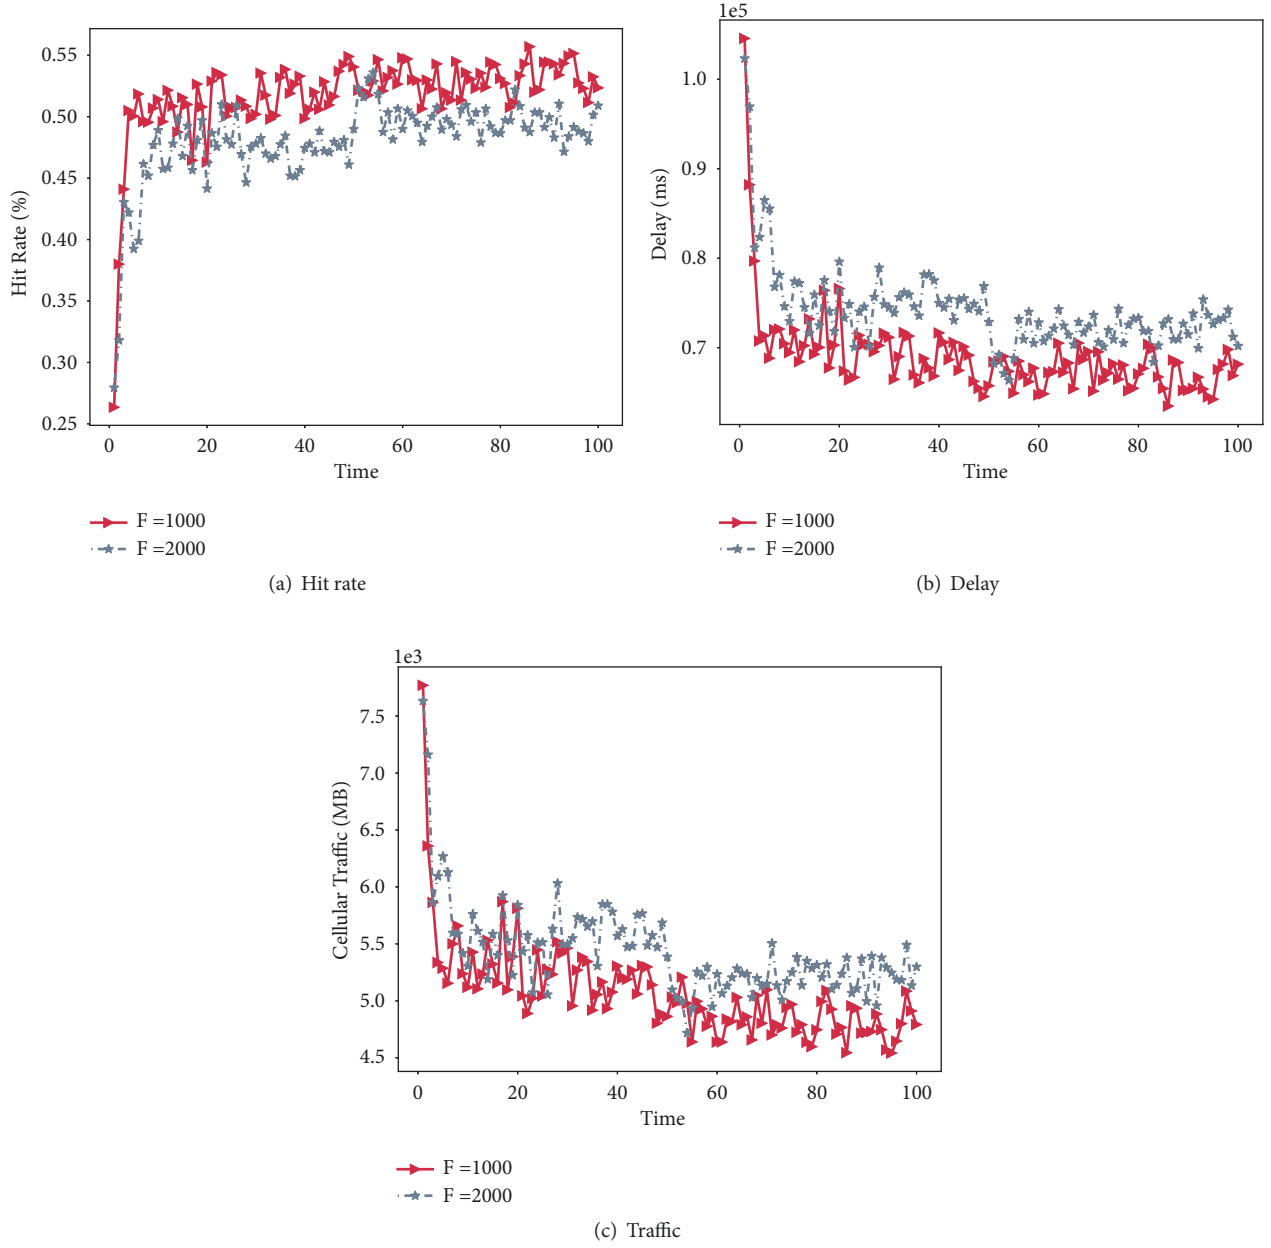 0.55
0.50
0.45
0.40
0.35
0.30
0.25
Hit Rate (%)
0 20 40 60 80 100
Time
F =1000
F =2000
(a) Hit rate
1e5
1.0
0.9
0.8
0.7
Delay (ms)
0 20 40 60 80 100
Time
F =1000
F =2000
(b) Delay
1e3
7.5
7.0
6.5
6.0
5.5
5.0
4.5
Cellular Traffic (MB)
0 20 40 60 80 100
Time
F =1000
F =2000
(c) Traffic